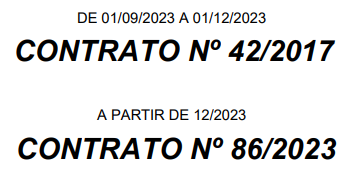 DE 01/09/2023 A 01/12/2023
CONTRATO Nº 42/2017
A PARTIR DE 12/2023
CONTRATO Nº 86/2023